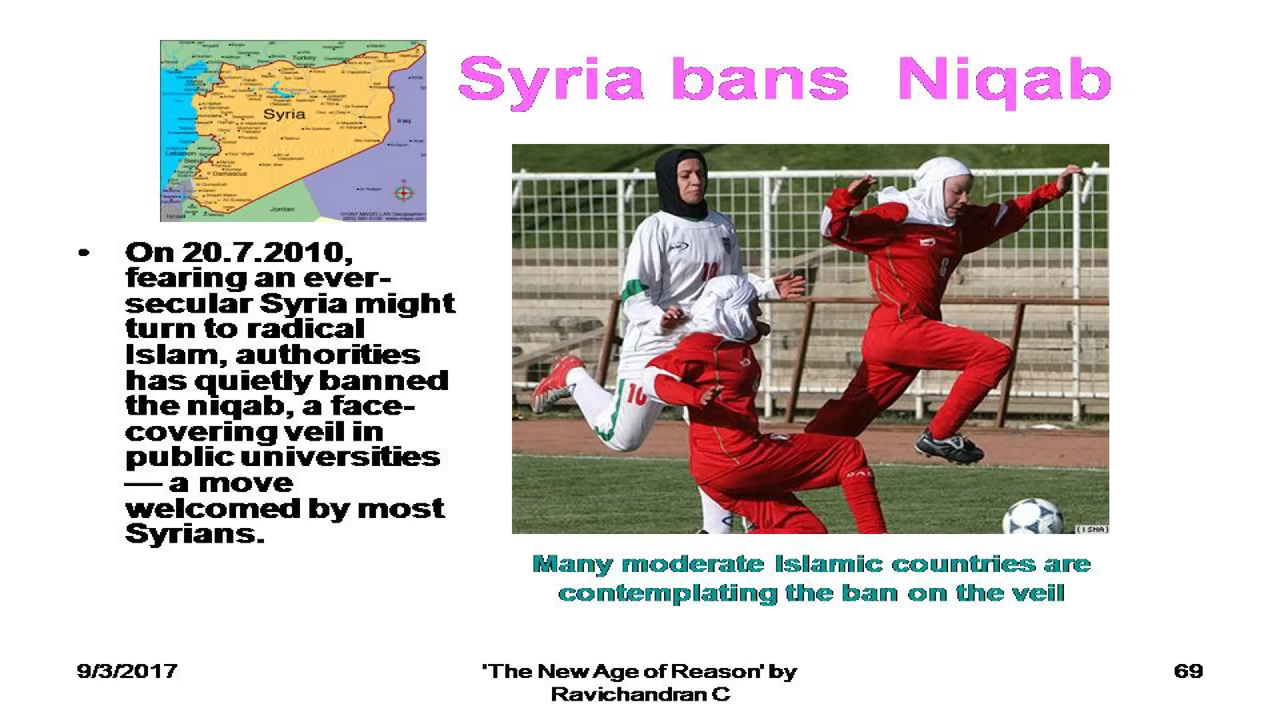 Syria bans Niqab
Turkey
Syria
Iraq
Lebanon
Damascus
Jordan
Israel
• On 20.7.2010,
fearing an ever-
secular Syria might
turn to radical
Islam, authorities
has quietly banned
the niqab, a face-
covering veil in
public universities
— a move
welcomed by most
Syrians.
10
8
10
(ISNA)
Many moderate Islamic countries are
contemplating the ban on the veil
9/3/2017
'The New Age of Reason' by
Ravichandran C
69